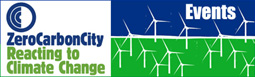 ZeroCarbonCity
Reacting to
Climate Change
Events